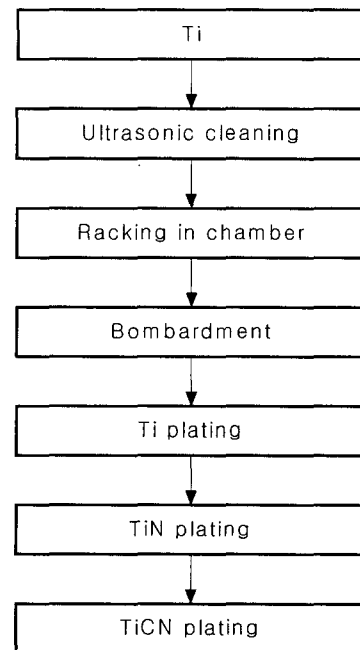 Ti
Ultrasonic cleaning
Racking in chamber
Bombardment
Ti plating
TiN plating
TiCN plating